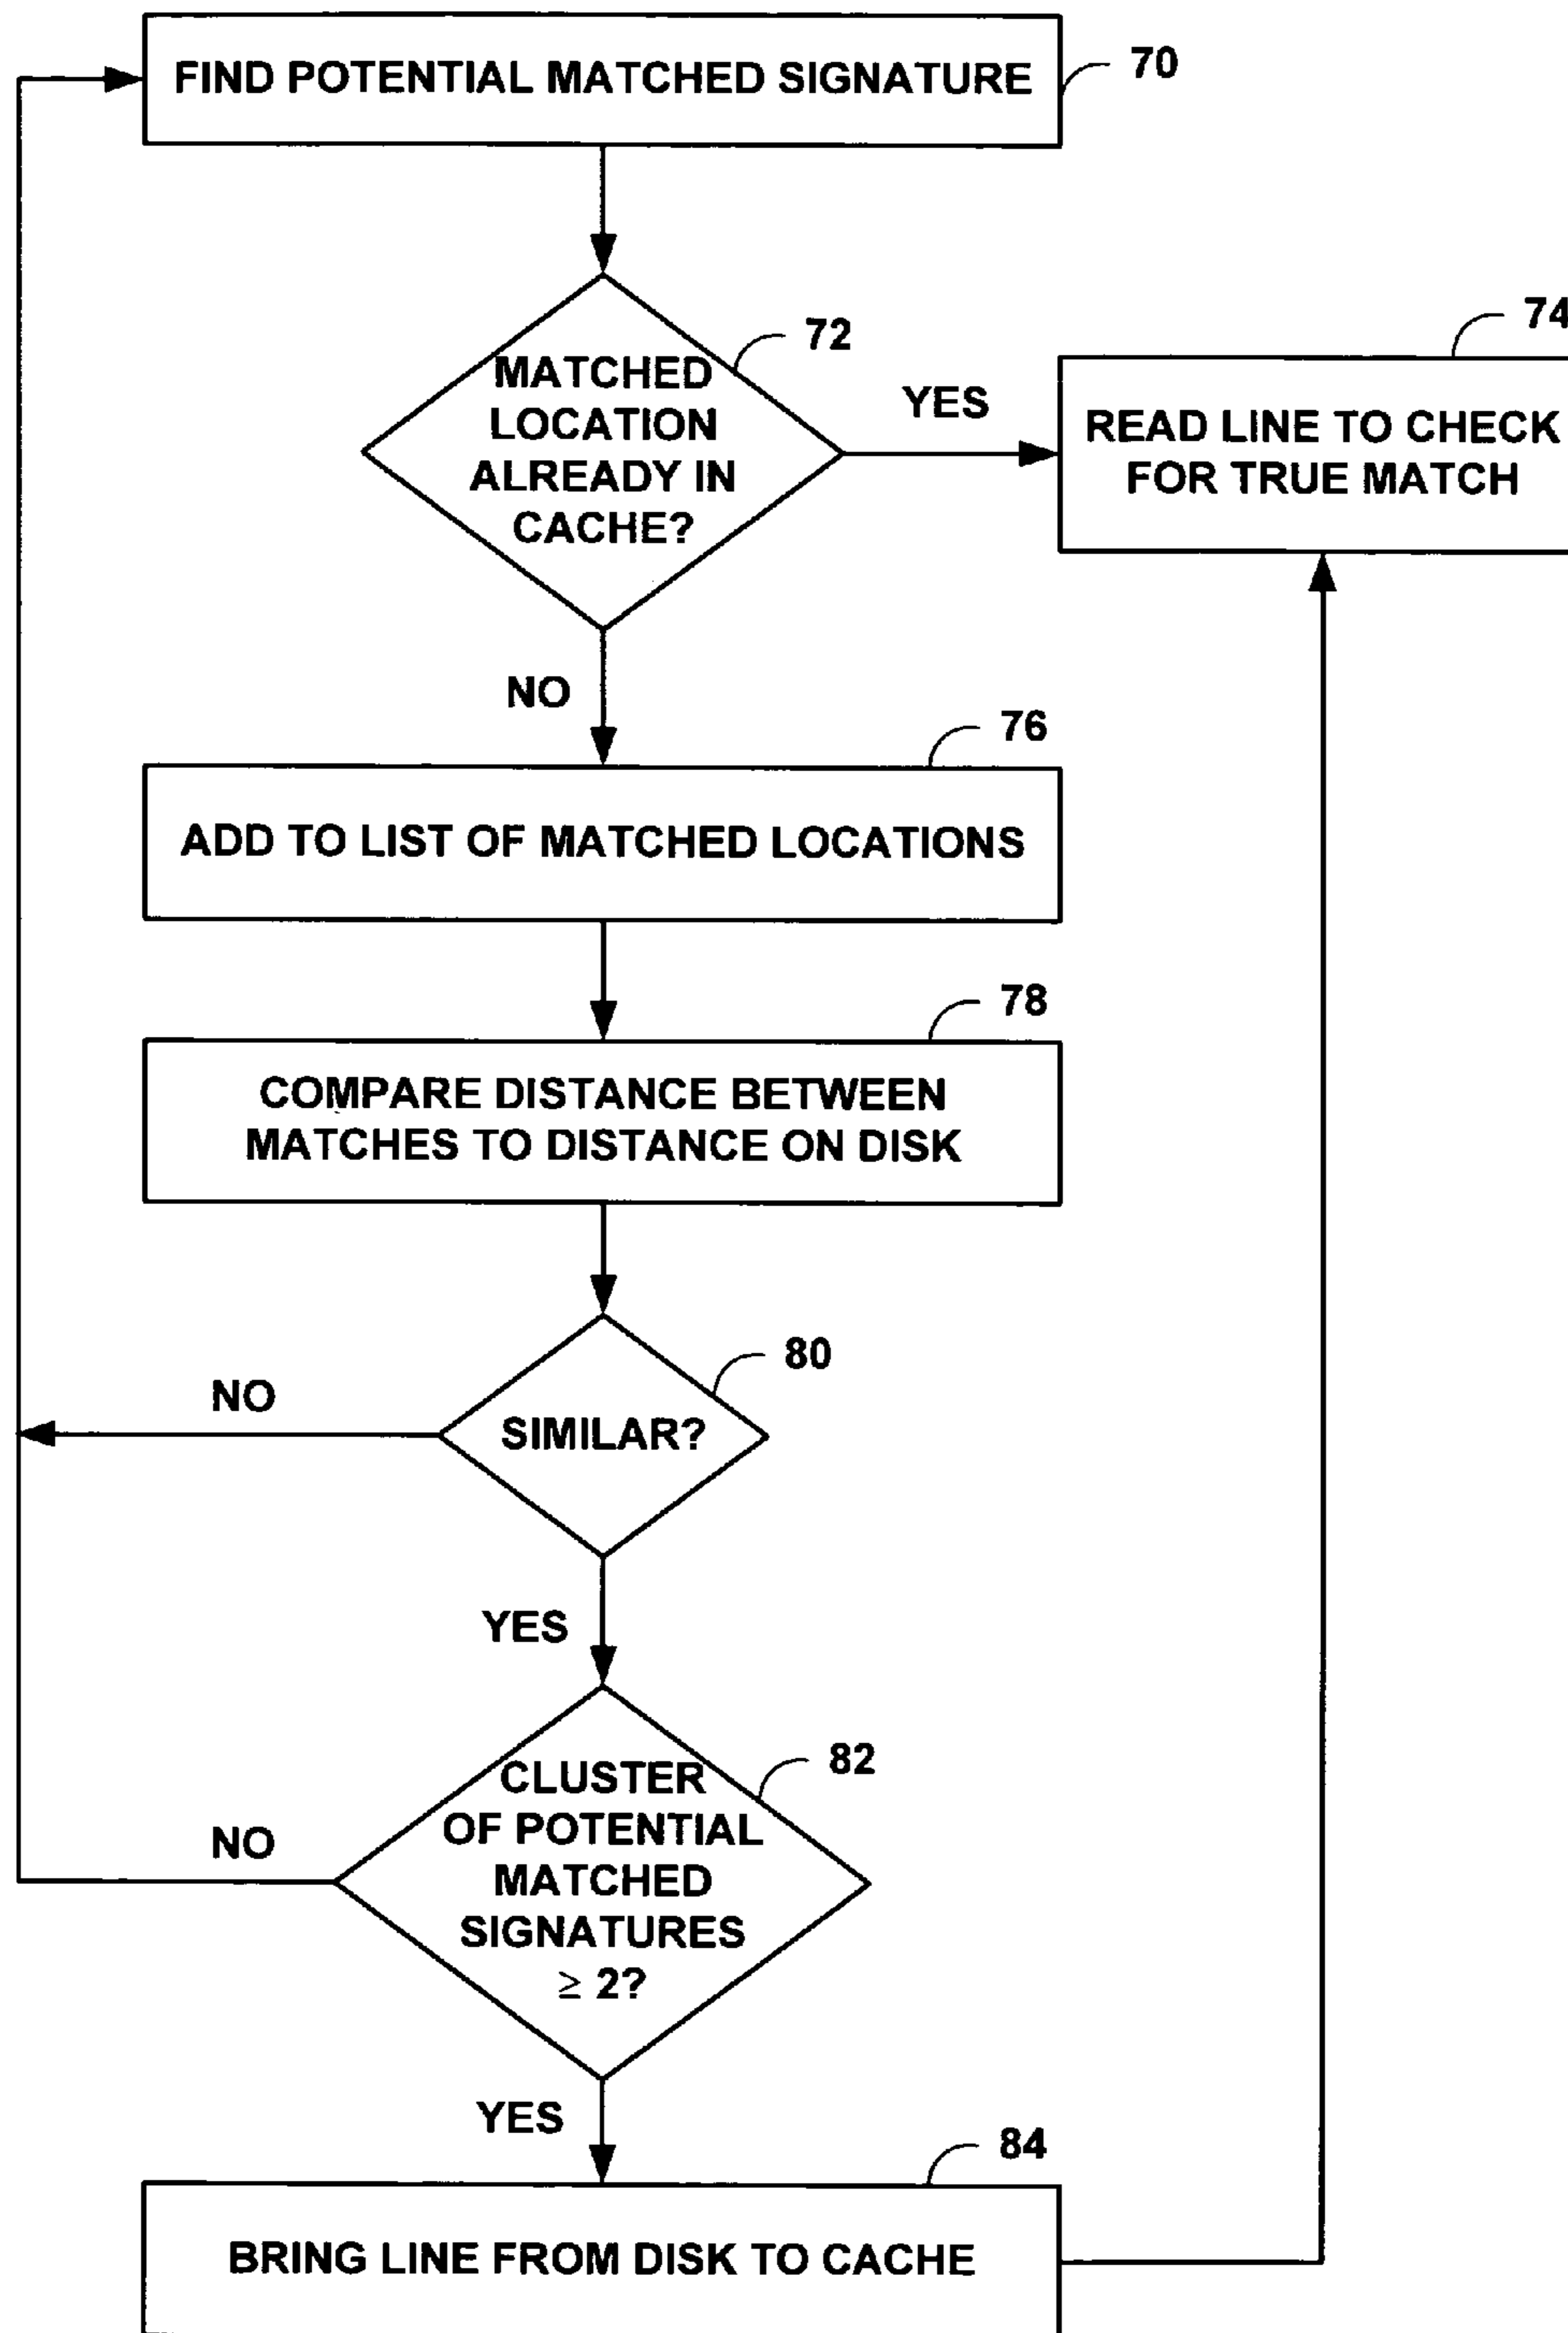 FIND POTENTIAL MATCHED SIGNATURE
70
72
MATCHED
LOCATION
ALREADY IN
CACHE?
YES
74
READ LINE TO CHECK
FOR TRUE MATCH
NO
76
ADD TO LIST OF MATCHED LOCATIONS
78
COMPARE DISTANCE BETWEEN
MATCHES TO DISTANCE ON DISK
80
NO
SIMILAR?
YES
82
CLUSTER
OF POTENTIAL
MATCHED
SIGNATURES
≥ 2?
NO
YES
84
BRING LINE FROM DISK TO CACHE